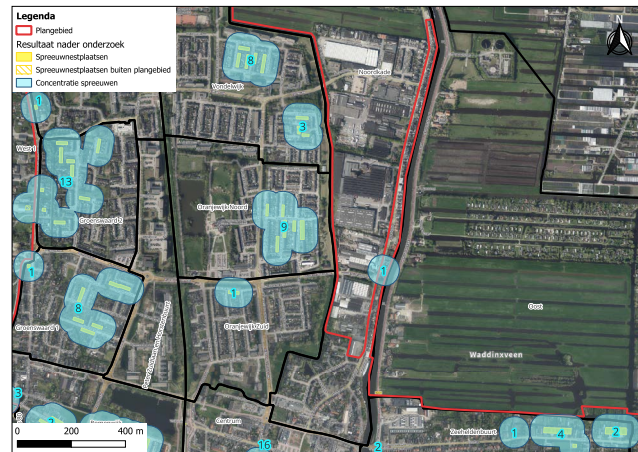 Legenda
Plangebied
Resultaat nader onderzoek
Spreeuwnestplaatsen
Spreeuwnestplaatsen buiten plangebied
Concentratie spreeuwen
8
Vondelwijk
Noordkade
1
3
West 1
13
Oranjewijk Noord
Groenswaard 2
9
1
1
1
Oost
8
Groenswaard 1
Oranjewijk Zuid
Waddinxveen
3
Centrum
Zeeheldenbuurt
1
4
2
16
2
0
200
400 m